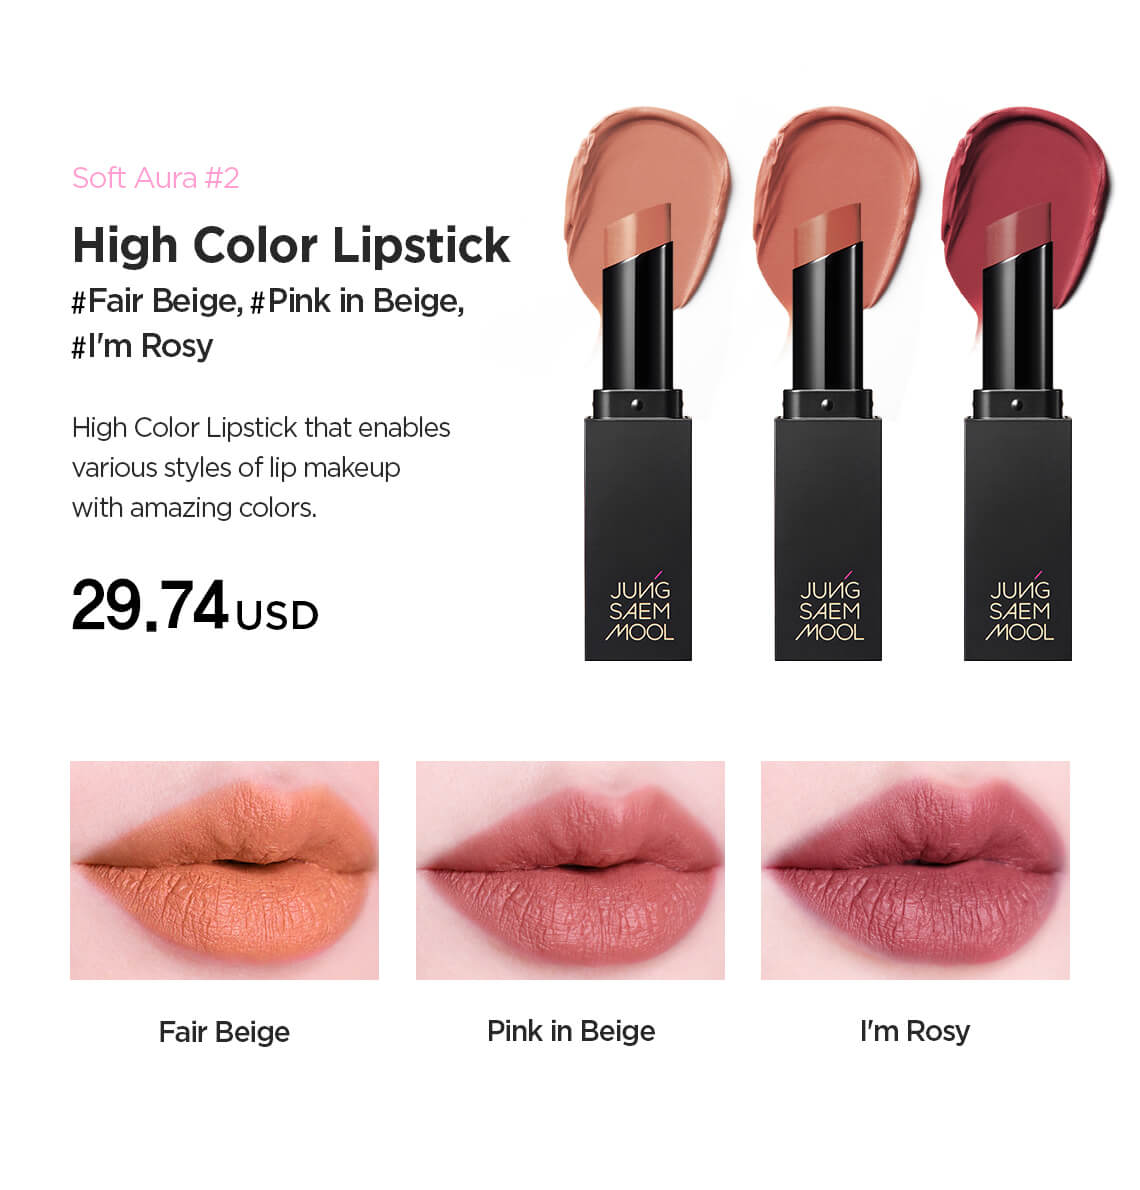 Soft Aura #2
High Color Lipstick
#Fair Beige, #Pink in Beige,
#I'm Rosy
High Color Lipstick that enables
various styles of lip makeup
with amazing colors.
29.74 USD
JUNG
SAEM
MOOL
JUNG
SAEM
MOOL
JUNG
SAEM
MOOL
Fair Beige
Pink in Beige
I'm Rosy